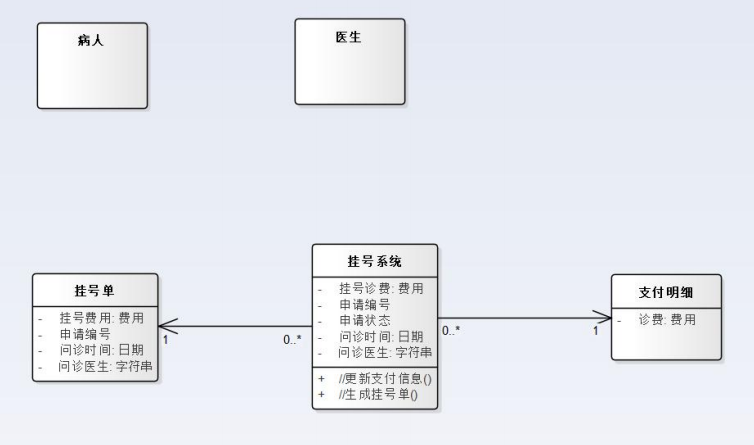 病人
医生
挂号单
- 挂号费用: 费用
- 申请编号
- 问诊时间: 日期
- 问诊医生: 字符串
1
0..*
挂号系统
- 挂号诊费: 费用
- 申请编号
- 申请状态
- 问诊时间: 日期
- 问诊医生: 字符串
+ //更新支付信息()
+ //生成挂号单()
0..*
1
支付明细
- 诊费: 费用